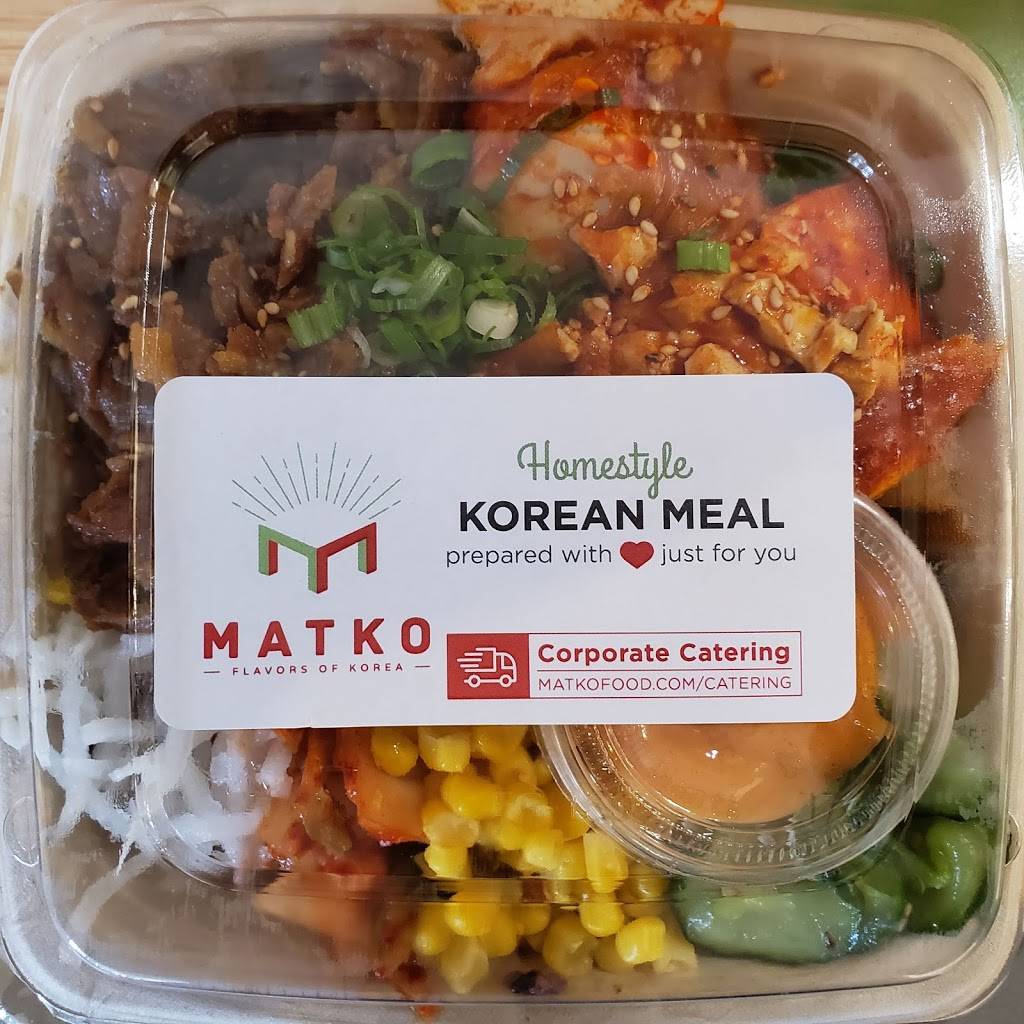 Homestyle
KOREAN MEAL
prepared with ❤ just for you
MATKO
— FLAVORS OF KOREA —
Corporate Catering
MATKOFOOD.COM/CATERING